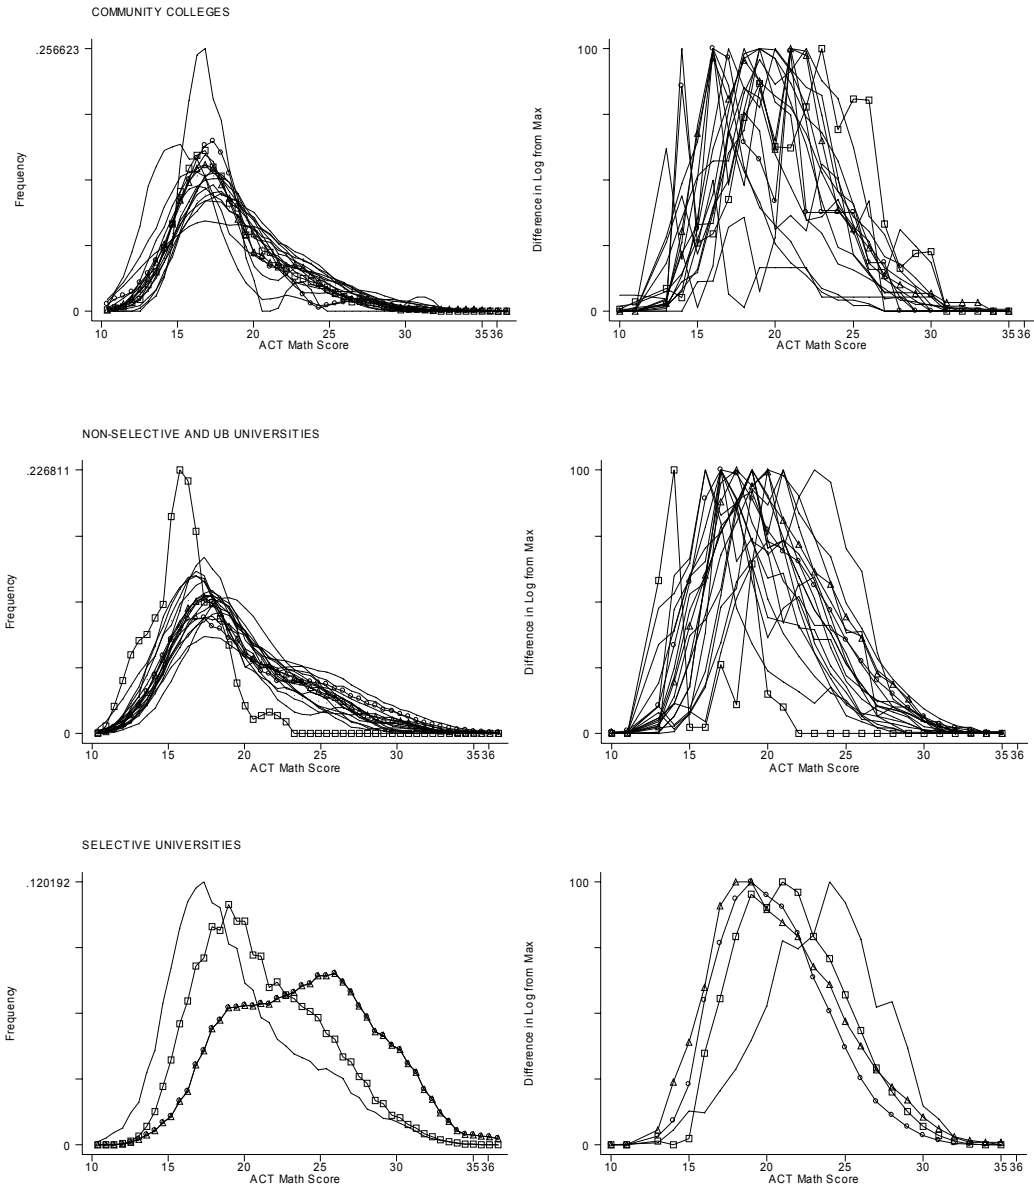 COMMUNITY COLLEGES
.256623
Frequency
0
10 15 20 25 30 35 36
ACT Math Score
100
Difference in Log from Max
0
10 15 20 25 30 35 36
ACT Math Score
NON-SELECTIVE AND UB UNIVERSITIES
.226811
Frequency
0
10 15 20 25 30 35 36
ACT Math Score
100
Difference in Log from Max
0
10 15 20 25 30 35 36
ACT Math Score
SELECTIVE UNIVERSITIES
.120192
Frequency
0
10 15 20 25 30 35 36
ACT Math Score
100
Difference in Log from Max
0
10 15 20 25 30 35 36
ACT Math Score